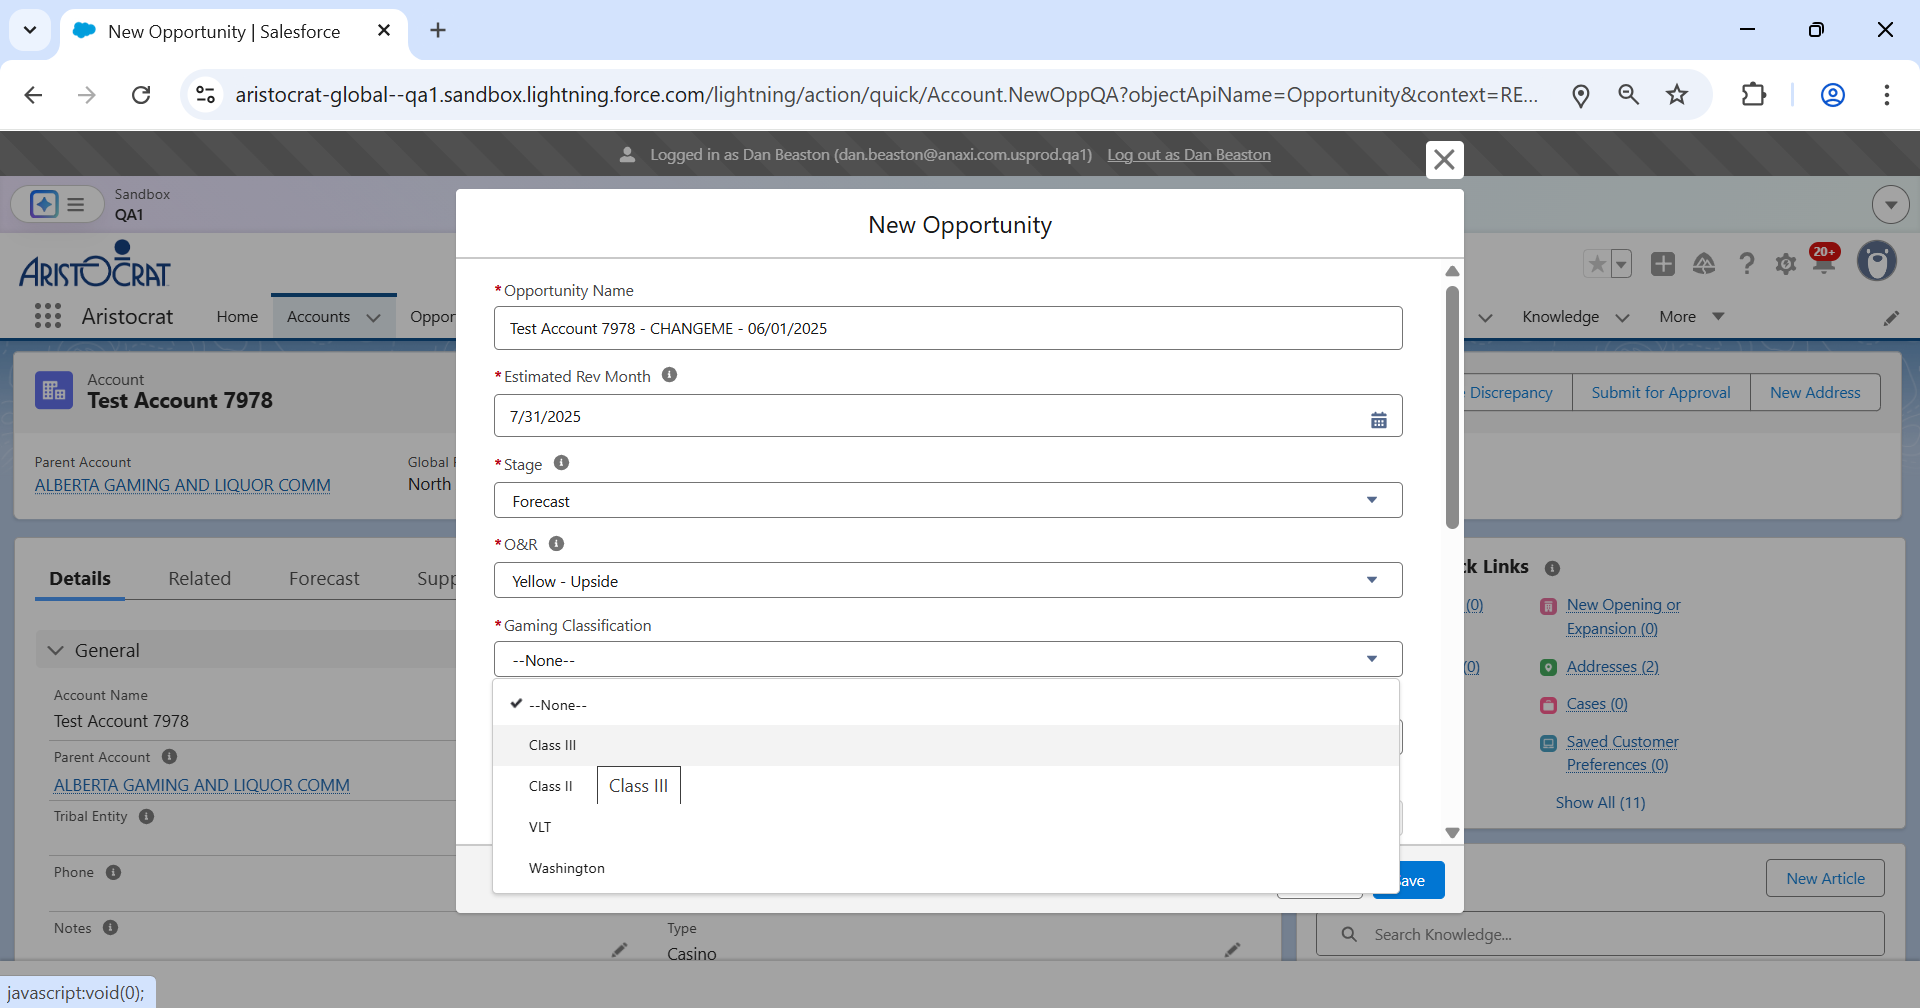 New Opportunity | Salesforce
aristocrat-global--qa1.sandbox.lightning.force.com/lightning/action/quick/Account.NewOppQA?objectApiName=Opportunity&context=RE...
Logged in as Dan Beaston (dan.beaston@anaxi.com.usprod.qa1) Log out as Dan Beaston
Sandbox
QA1
ARISTOCRAT
20+
Aristocrat
Home
Accounts
Oppor
Knowledge
More
Account
Test Account 7978
Discrepancy
Submit for Approval
New Address
Parent Account
ALBERTA GAMING AND LIQUOR COMM
Global
North
Details
Related
Forecast
Supp
General
Account Name
Test Account 7978
Parent Account
ALBERTA GAMING AND LIQUOR COMM
Tribal Entity
Phone
Notes
Type
Casino
New Opportunity
*Opportunity Name
Test Account 7978 - CHANGEME - 06/01/2025
*Estimated Rev Month
7/31/2025
*Stage
Forecast
*O&R
Yellow - Upside
*Gaming Classification
--None--
--None--
Class III
Class II
Class III
VLT
Washington
ave
k Links
(0)
New Opening or
Expansion (0)
(0)
Addresses (2)
Cases (0)
Saved Customer
Preferences (0)
Show All (11)
New Article
Search Knowledge...
javascript:void(0);